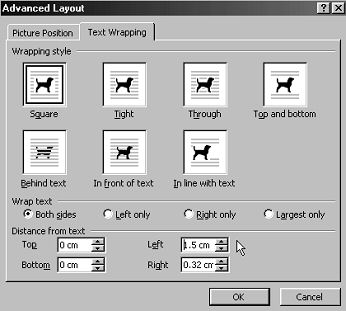 Advanced Layout
Picture Position Text Wrapping
Wrapping style
Square Tight Through Top and bottom
Behind text In front of text In line with text
Wrap text
Both sides Left only Right only Largest only
Distance from text
Top 0 cm Left 1.5 cm
Bottom 0 cm Right 0.32 cm
OK Cancel